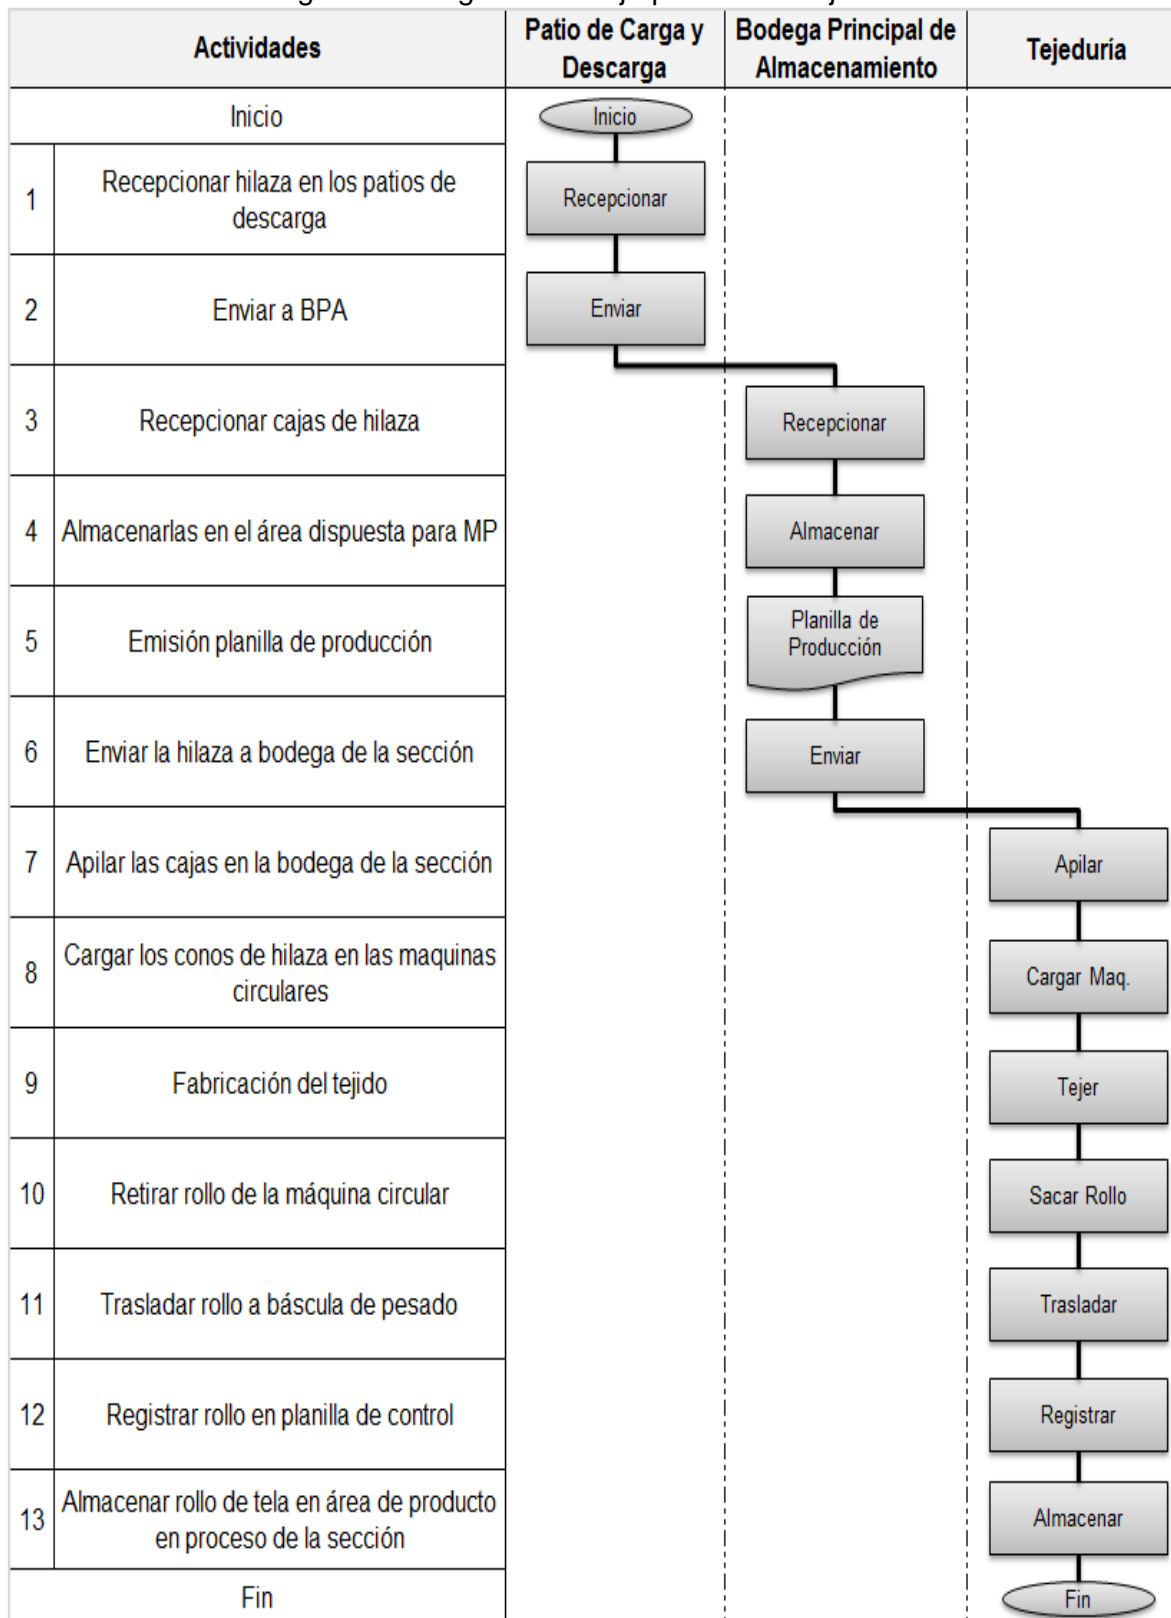 Actividades
Patio de Carga y
Descarga
Bodega Principal de
Almacenamiento
Tejeduría
Inicio
Inicio
1
Recepcionar hilaza en los patios de
descarga
Recepcionar
2
Enviar a BPA
Enviar
3
Recepcionar cajas de hilaza
Recepcionar
4
Almacenarlas en el área dispuesta para MP
Almacenar
5
Emisión planilla de producción
Planilla de
Producción
6
Enviar la hilaza a bodega de la sección
Enviar
7
Apilar las cajas en la bodega de la sección
Apilar
8
Cargar los conos de hilaza en las maquinas
circulares
Cargar Maq.
9
Fabricación del tejido
Tejer
10
Retirar rollo de la máquina circular
Sacar Rollo
11
Trasladar rollo a báscula de pesado
Trasladar
12
Registrar rollo en planilla de control
Registrar
13
Almacenar rollo de tela en área de producto
en proceso de la sección
Almacenar
Fin
Fin